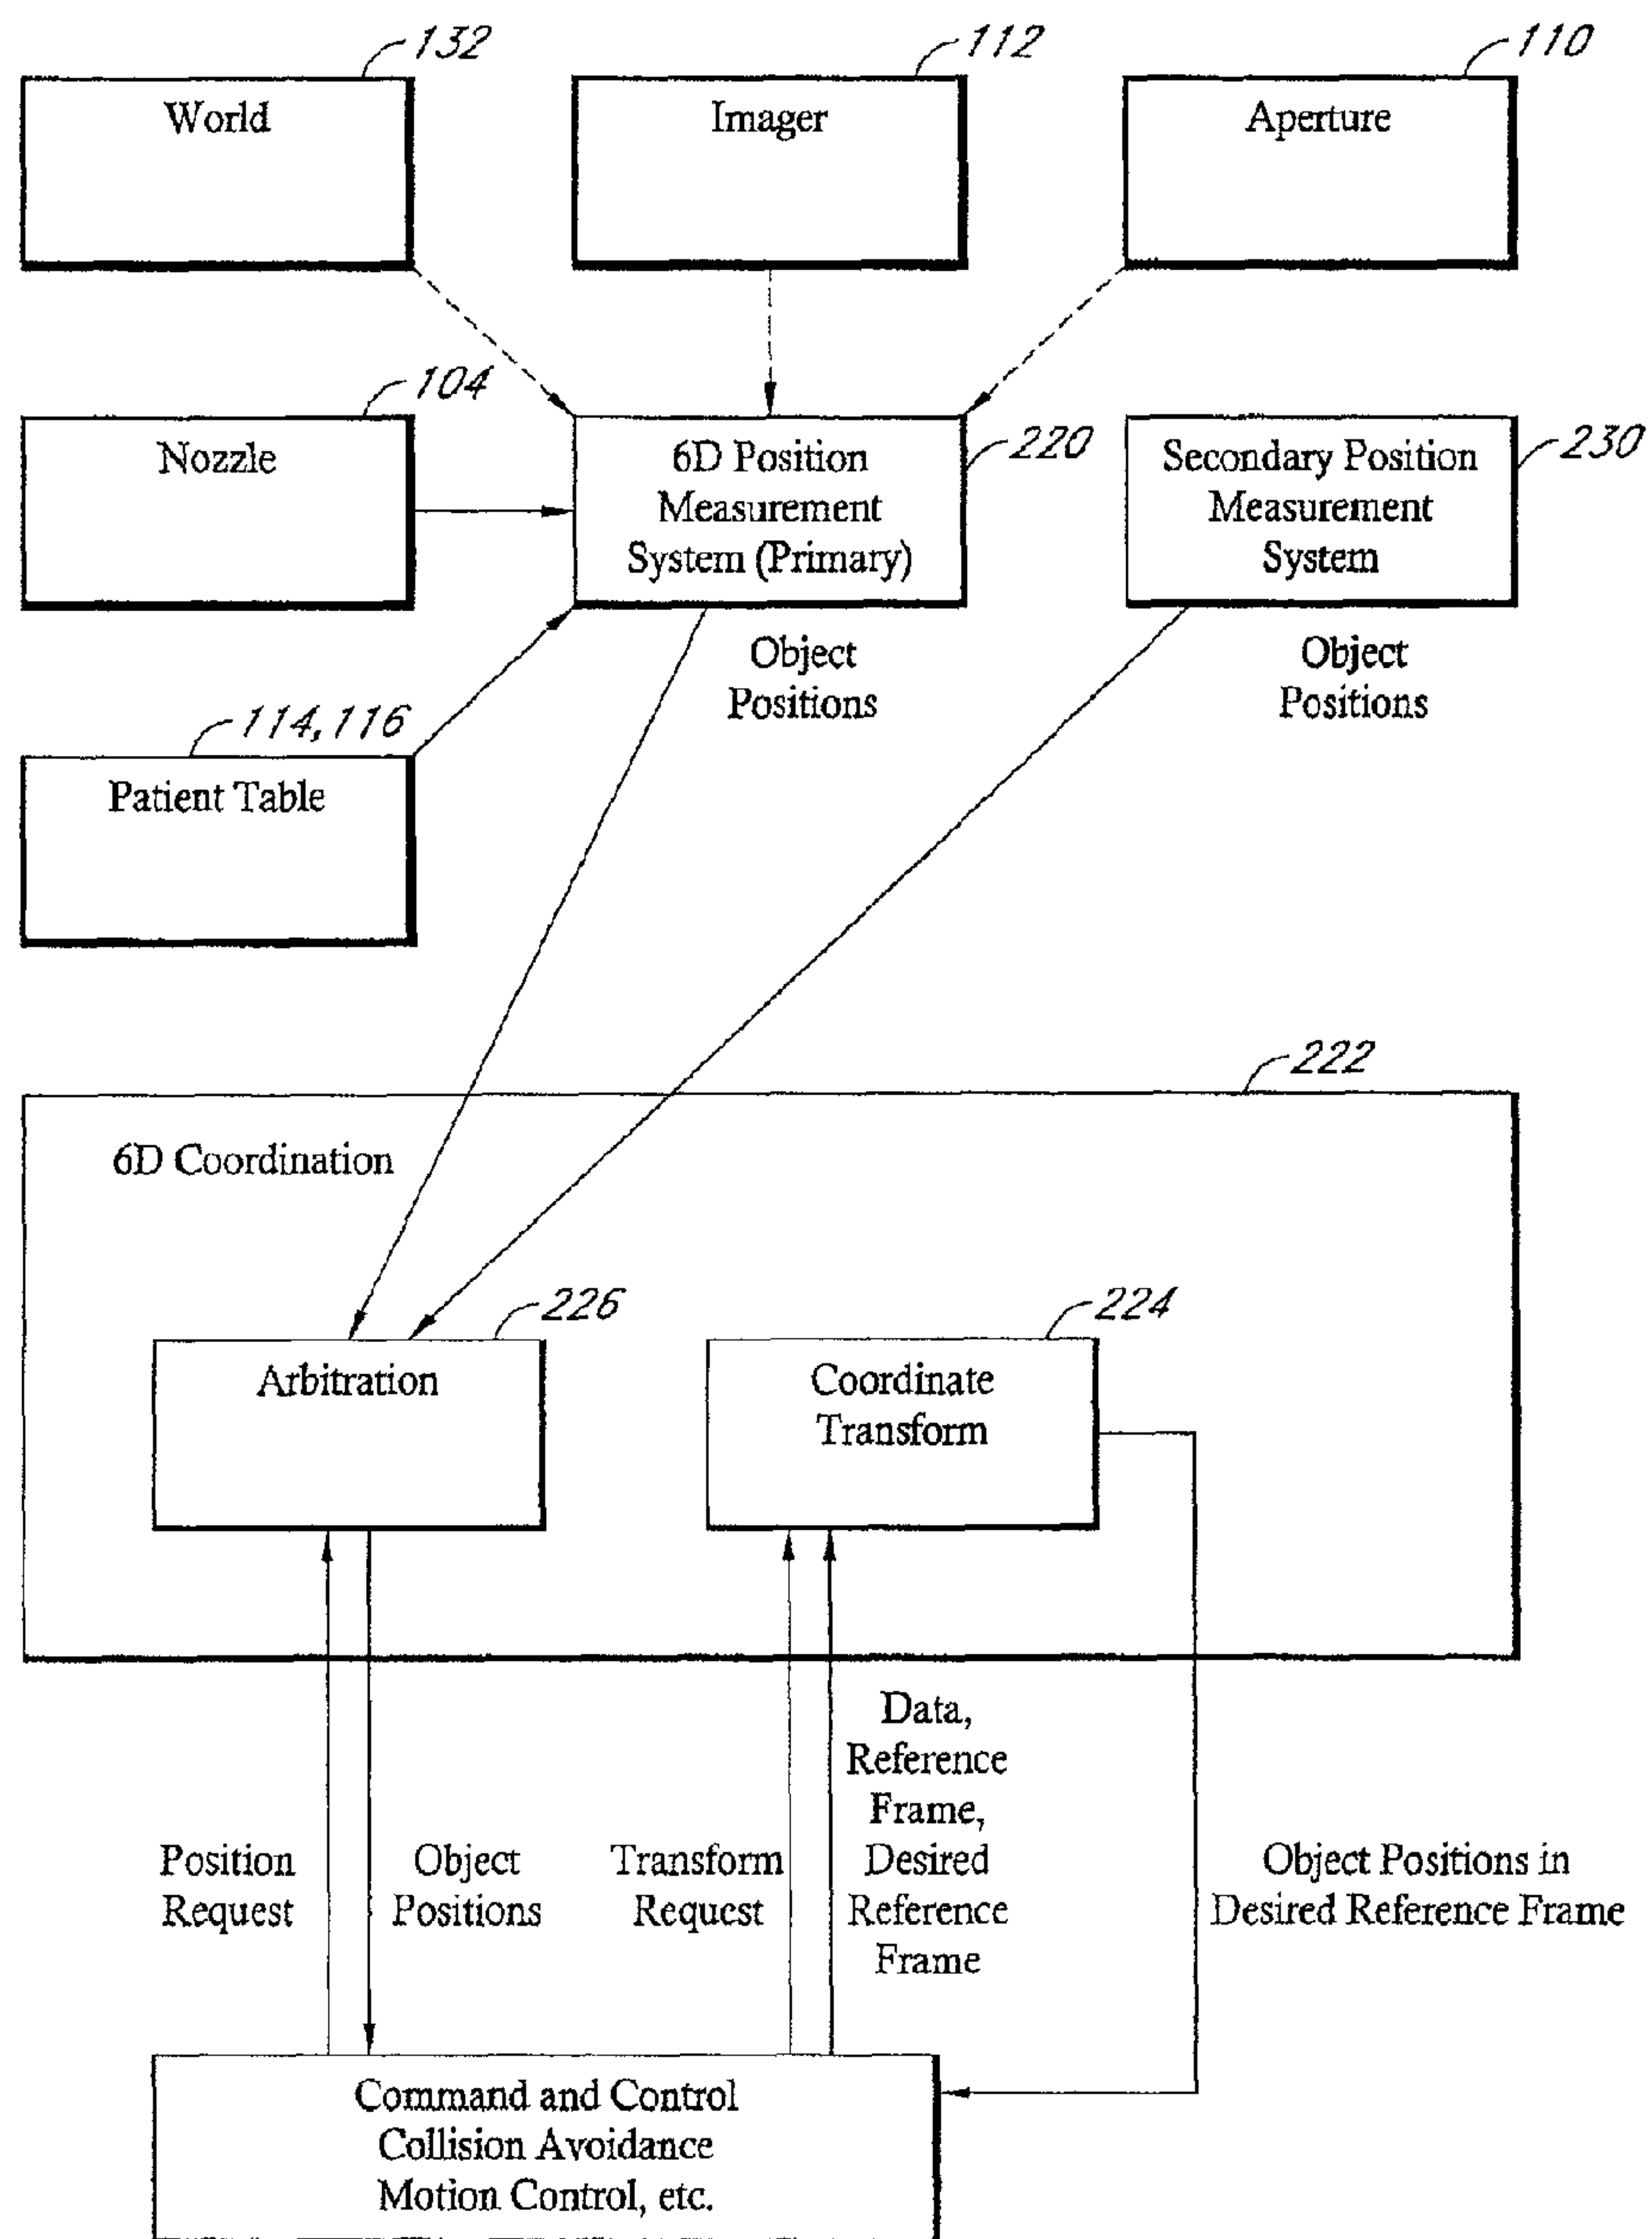 132
World
112
Imager
110
Aperture
104
Nozzle
220
6D Position
Measurement
System (Primary)
230
Secondary Position
Measurement
System
Object
Positions
Object
Positions
114, 116
Patient Table
222
6D Coordination
226
Arbitration
224
Coordinate
Transform
Position
Request
Object
Positions
Transform
Request
Data,
Reference
Frame,
Desired
Reference
Frame
Object Positions in
Desired Reference Frame
Command and Control
Collision Avoidance
Motion Control, etc.